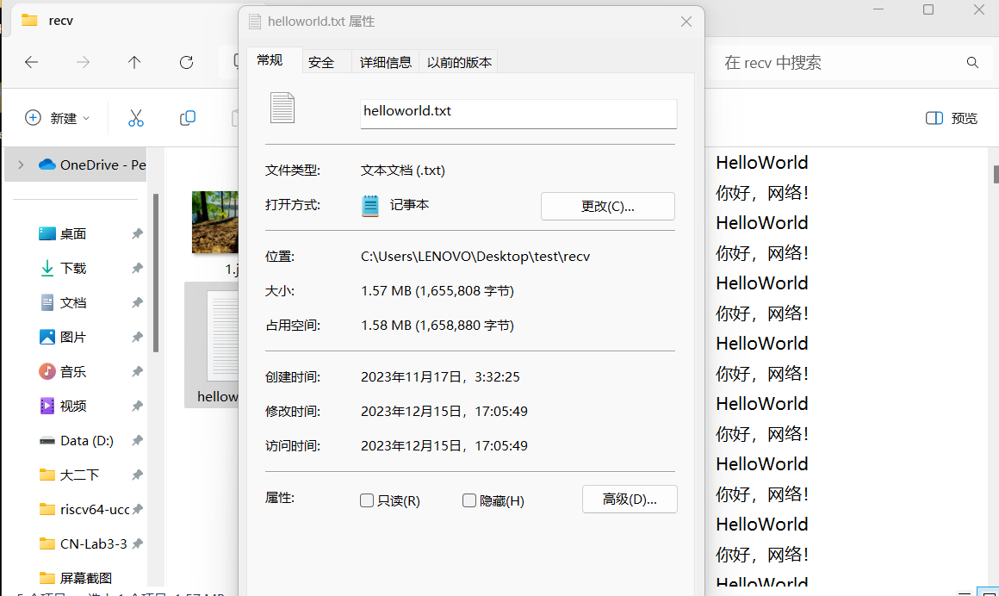 recv
helloworld.txt 属性
常规
安全
详细信息
以前的版本
在 recv 中搜索
新建
预览
helloworld.txt
OneDrive - Pe
文件类型:
文本文档 (.txt)
打开方式:
记事本
更改(C)...
位置:
C:\Users\LENOVO\Desktop\test\recv
大小:
1.57 MB (1,655,808 字节)
占用空间:
1.58 MB (1,658,880 字节)
创建时间:
2023年11月17日，3:32:25
修改时间:
2023年12月15日，17:05:49
访问时间:
2023年12月15日，17:05:49
属性:
只读(R)
隐藏(H)
高级(D)...
桌面
下载
文档
图片
音乐
视频
Data (D:)
大二下
riscv64-ucc
CN-Lab3-3
屏幕截图
1.j
hellow
HelloWorld
你好，网络！
HelloWorld
你好，网络！
HelloWorld
你好，网络！
HelloWorld
你好，网络！
HelloWorld
你好，网络！
HelloWorld
你好，网络！
HelloWorld
你好，网络！
HelloWorld